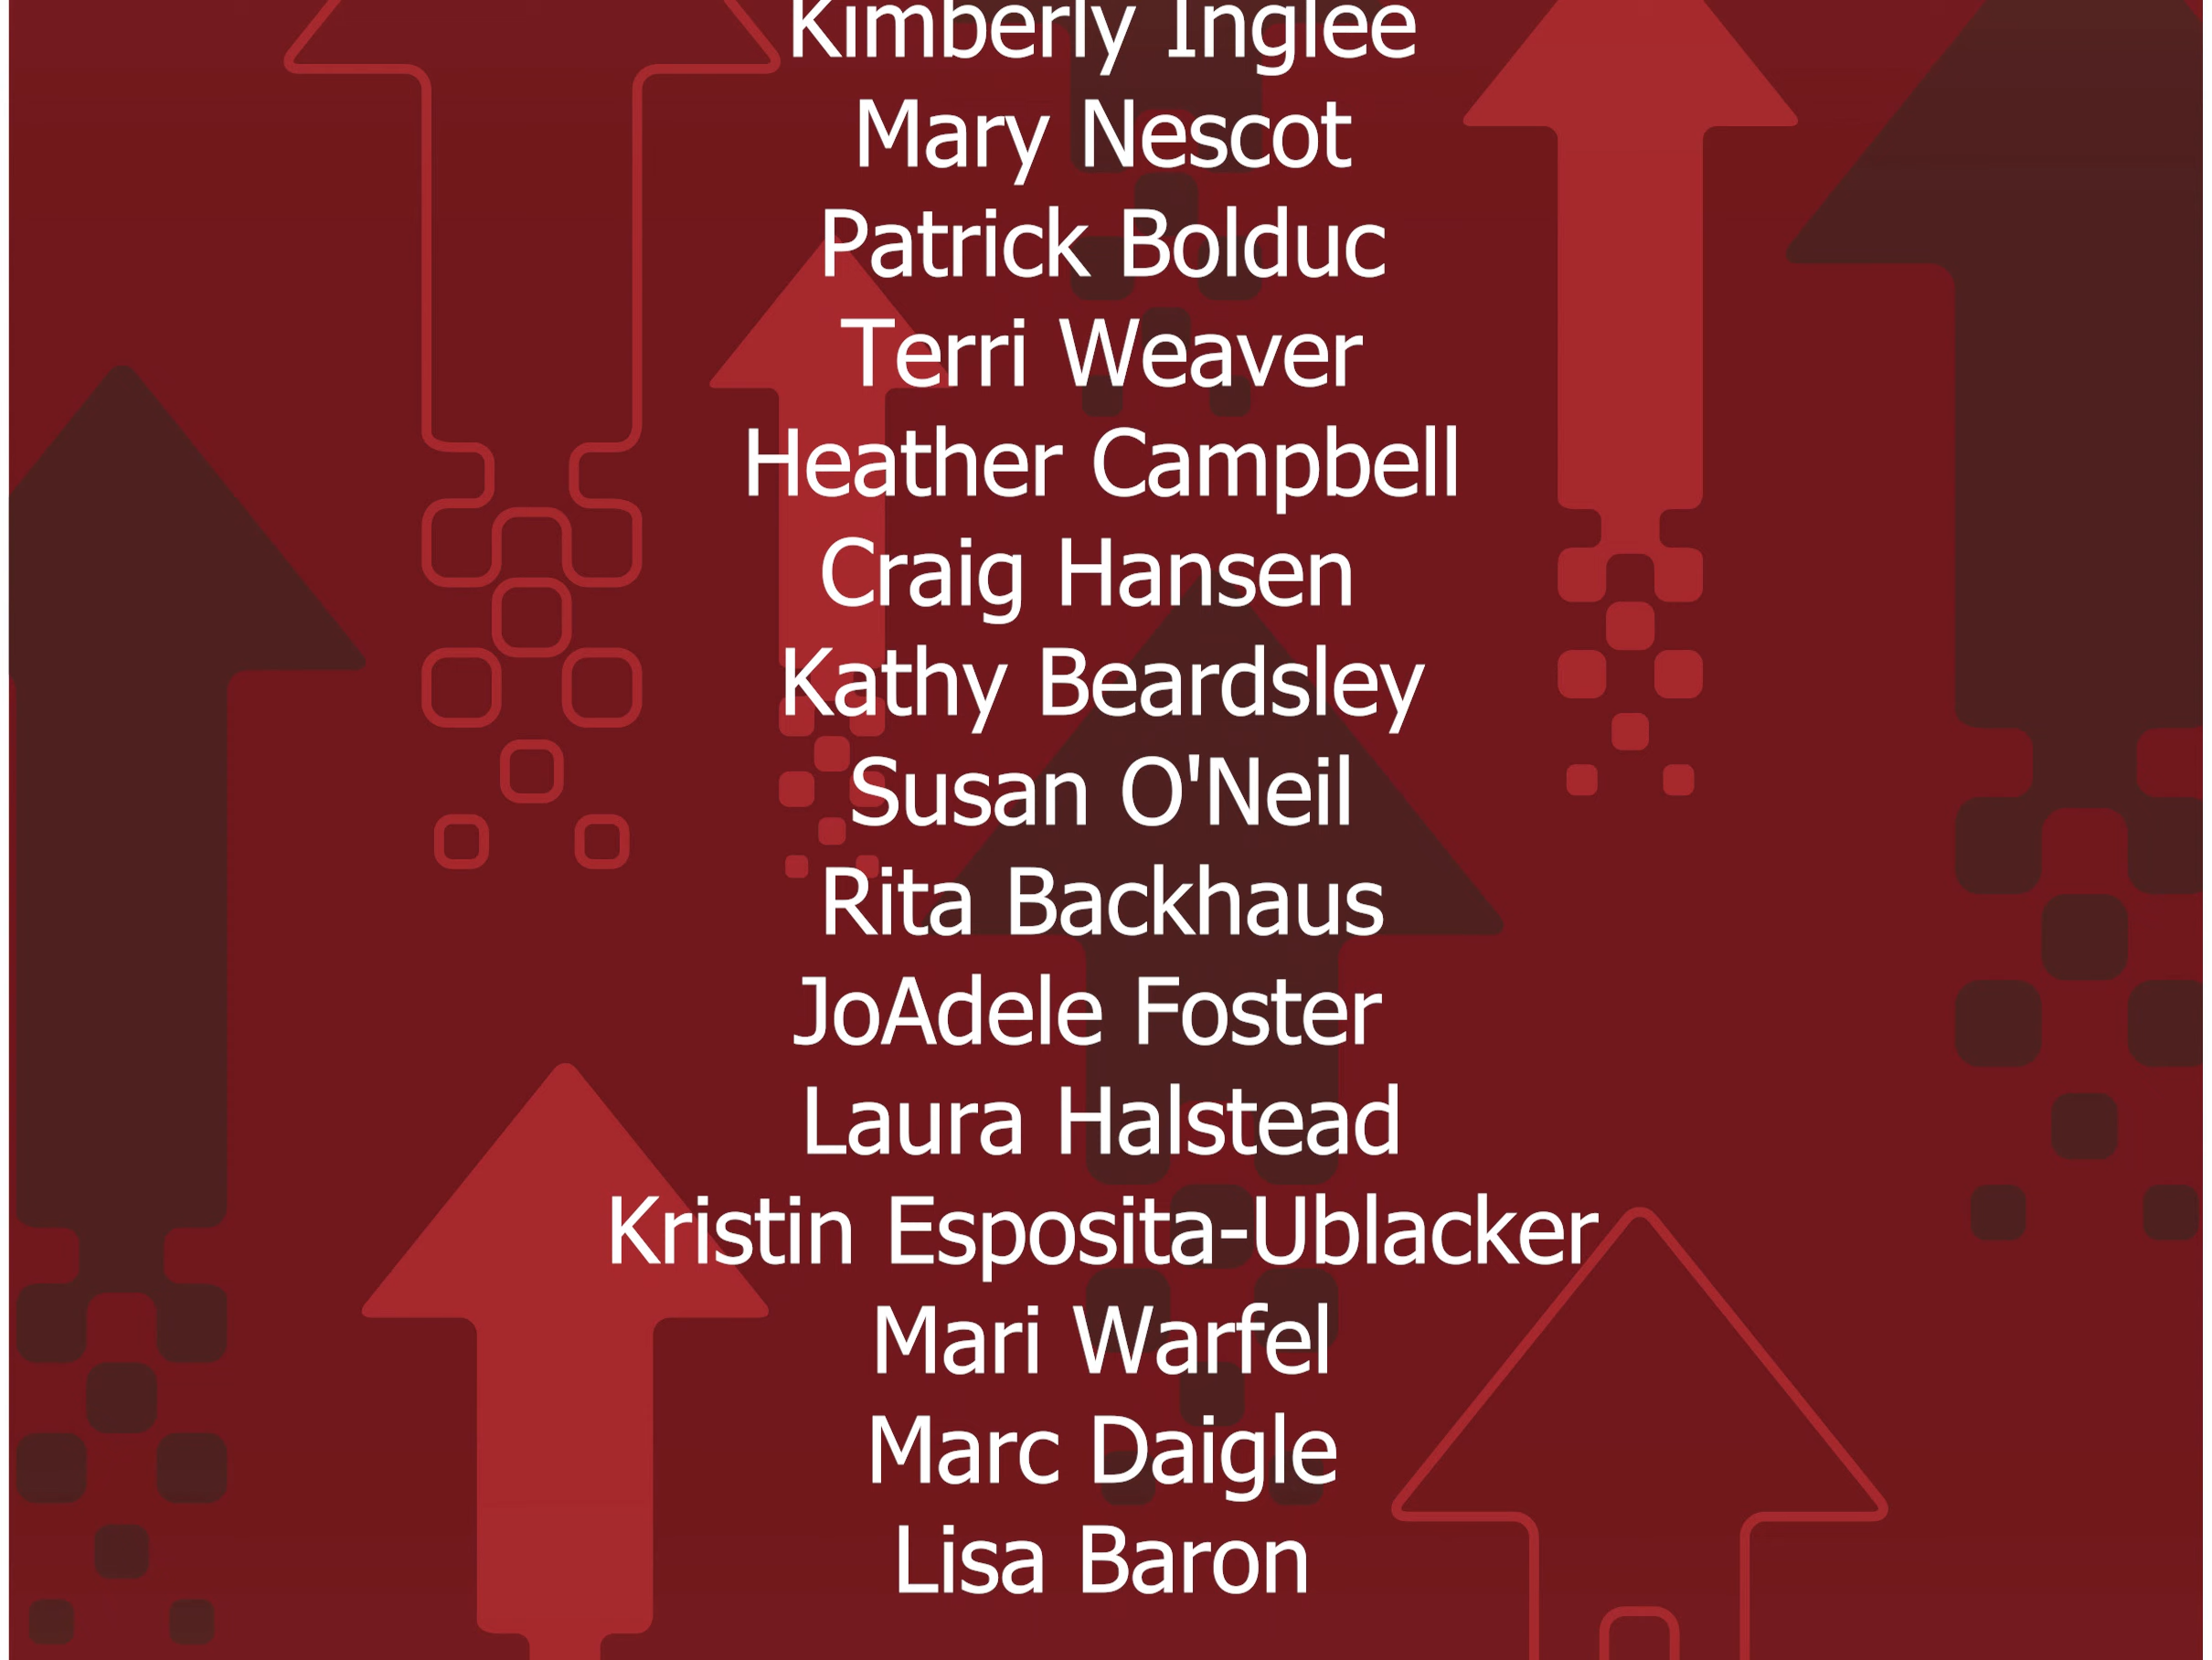 Kimberly Inglee
Mary Nescot
Patrick Bolduc
Terri Weaver
Heather Campbell
Craig Hansen
Kathy Beardsley
Susan O'Neil
Rita Backhaus
JoAdele Foster
Laura Halstead
Kristin Esposita-Ublacker
Mari Warfel
Marc Daigle
Lisa Baron